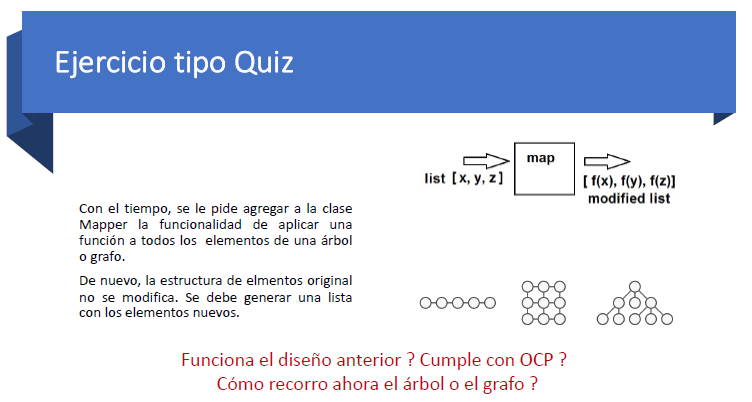 Ejercicio tipo Quiz
map
list [ x, y, z ]
[ f(x), f(y), f(z)]
modified list
Con el tiempo, se le pide agregar a la clase
Mapper la funcionalidad de aplicar una
función a todos los elementos de una árbol
o grafo.
De nuevo, la estructura de elmentos original
no se modifica. Se debe generar una lista
con los elementos nuevos.
Funciona el diseño anterior ? Cumple con OCP ?
Cómo recorro ahora el árbol o el grafo ?